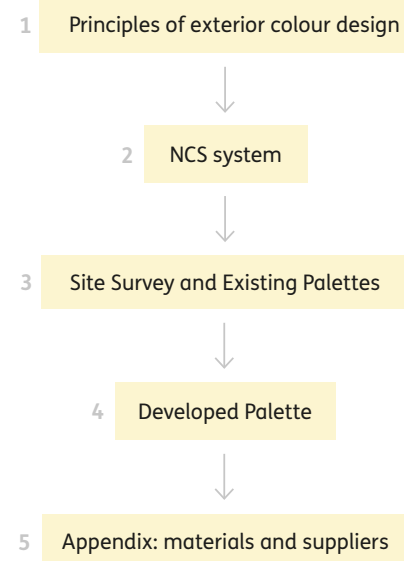 1 Principles of exterior colour design
2 NCS system
3 Site Survey and Existing Palettes
4 Developed Palette
5 Appendix: materials and suppliers